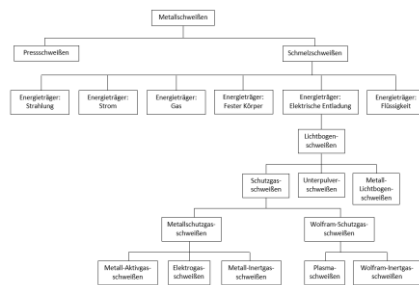 Metallschweißen
Pressschweißen
Schmelzschweißen
Energieträger:
Strahlung
Energieträger:
Strom
Energieträger:
Gas
Energieträger:
Fester Körper
Energieträger:
Elektrische Entladung
Energieträger:
Flüssigkeit
Lichtbogen-
schweißen
Schutzgas-
schweißen
Unterpulver-
schweißen
Metall-
Lichtbogen-
schweißen
Metallschutzgas-
schweißen
Wolfram-Schutzgas-
schweißen
Metall-Aktivgas-
schweißen
Elektrogas-
schweißen
Metall-Inertgas-
schweißen
Plasma-
schweißen
Wolfram-Inertgas-
schweißen